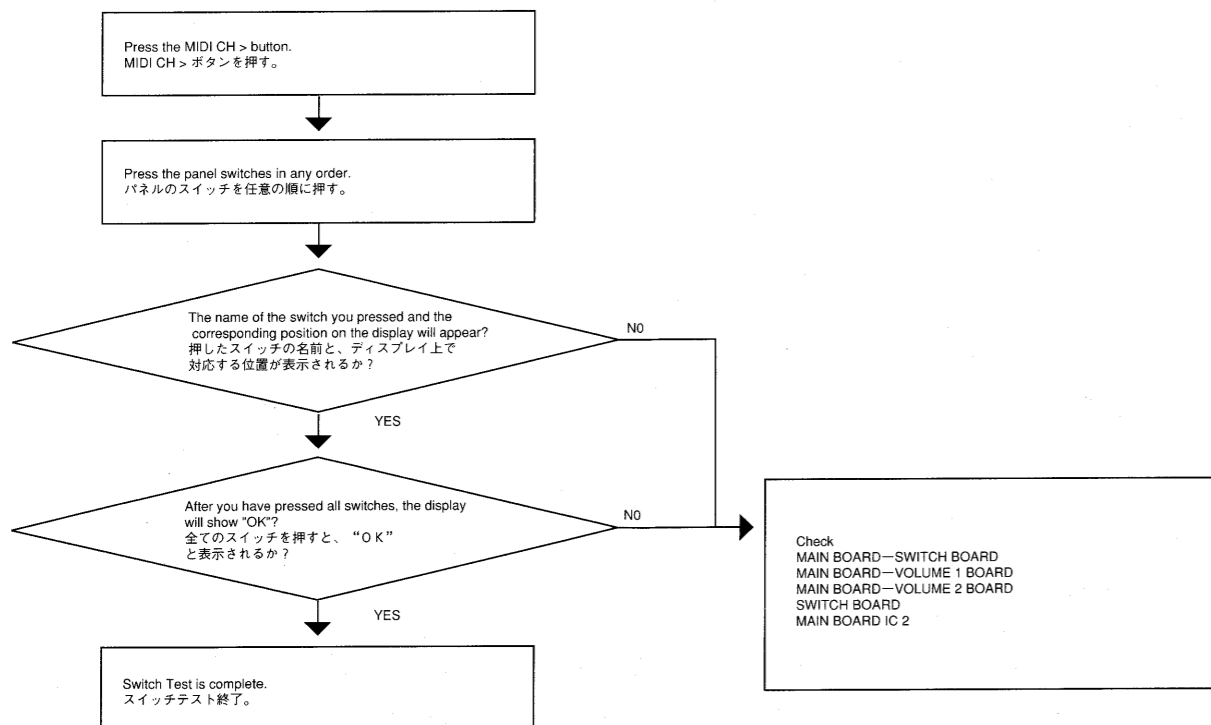 Press the MIDI CH > button.
MIDI CH > ボタンを押す。
Press the panel switches in any order.
パネルのスイッチを任意の順に押す。
The name of the switch you pressed and the
corresponding position on the display will appear?
押したスイッチの名前と、ディスプレイ上で
対応する位置が表示されるか?
N0
YES
After you have pressed all switches, the display
will show "OK"?
全てのスイッチを押すと、“OK”
と表示されるか?
N0
YES
Check
MAIN BOARD—SWITCH BOARD
MAIN BOARD—VOLUME 1 BOARD
MAIN BOARD—VOLUME 2 BOARD
SWITCH BOARD
MAIN BOARD IC 2
Switch Test is complete.
スイッチテスト終了。